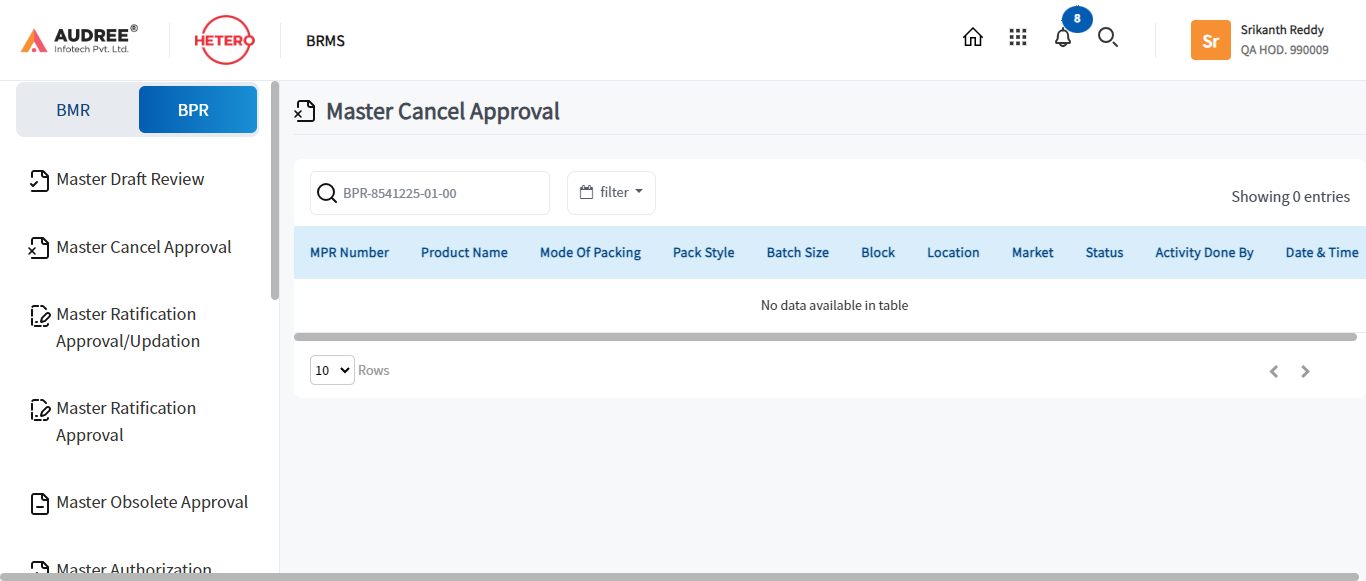 AUDREE®
Infotech Pvt. Ltd.
HETERO
BRMS
8
Sr
Srikanth Reddy
QA HOD. 990009
BMR
BPR
Master Draft Review
Master Cancel Approval
Master Ratification
Approval/Updation
Master Ratification
Approval
Master Obsolete Approval
Master Authorization
Master Cancel Approval
BPR-8541225-01-00
filter
Showing 0 entries
MPR Number Product Name Mode Of Packing Pack Style Batch Size Block Location Market Status Activity Done By Date & Time
No data available in table
10 Rows